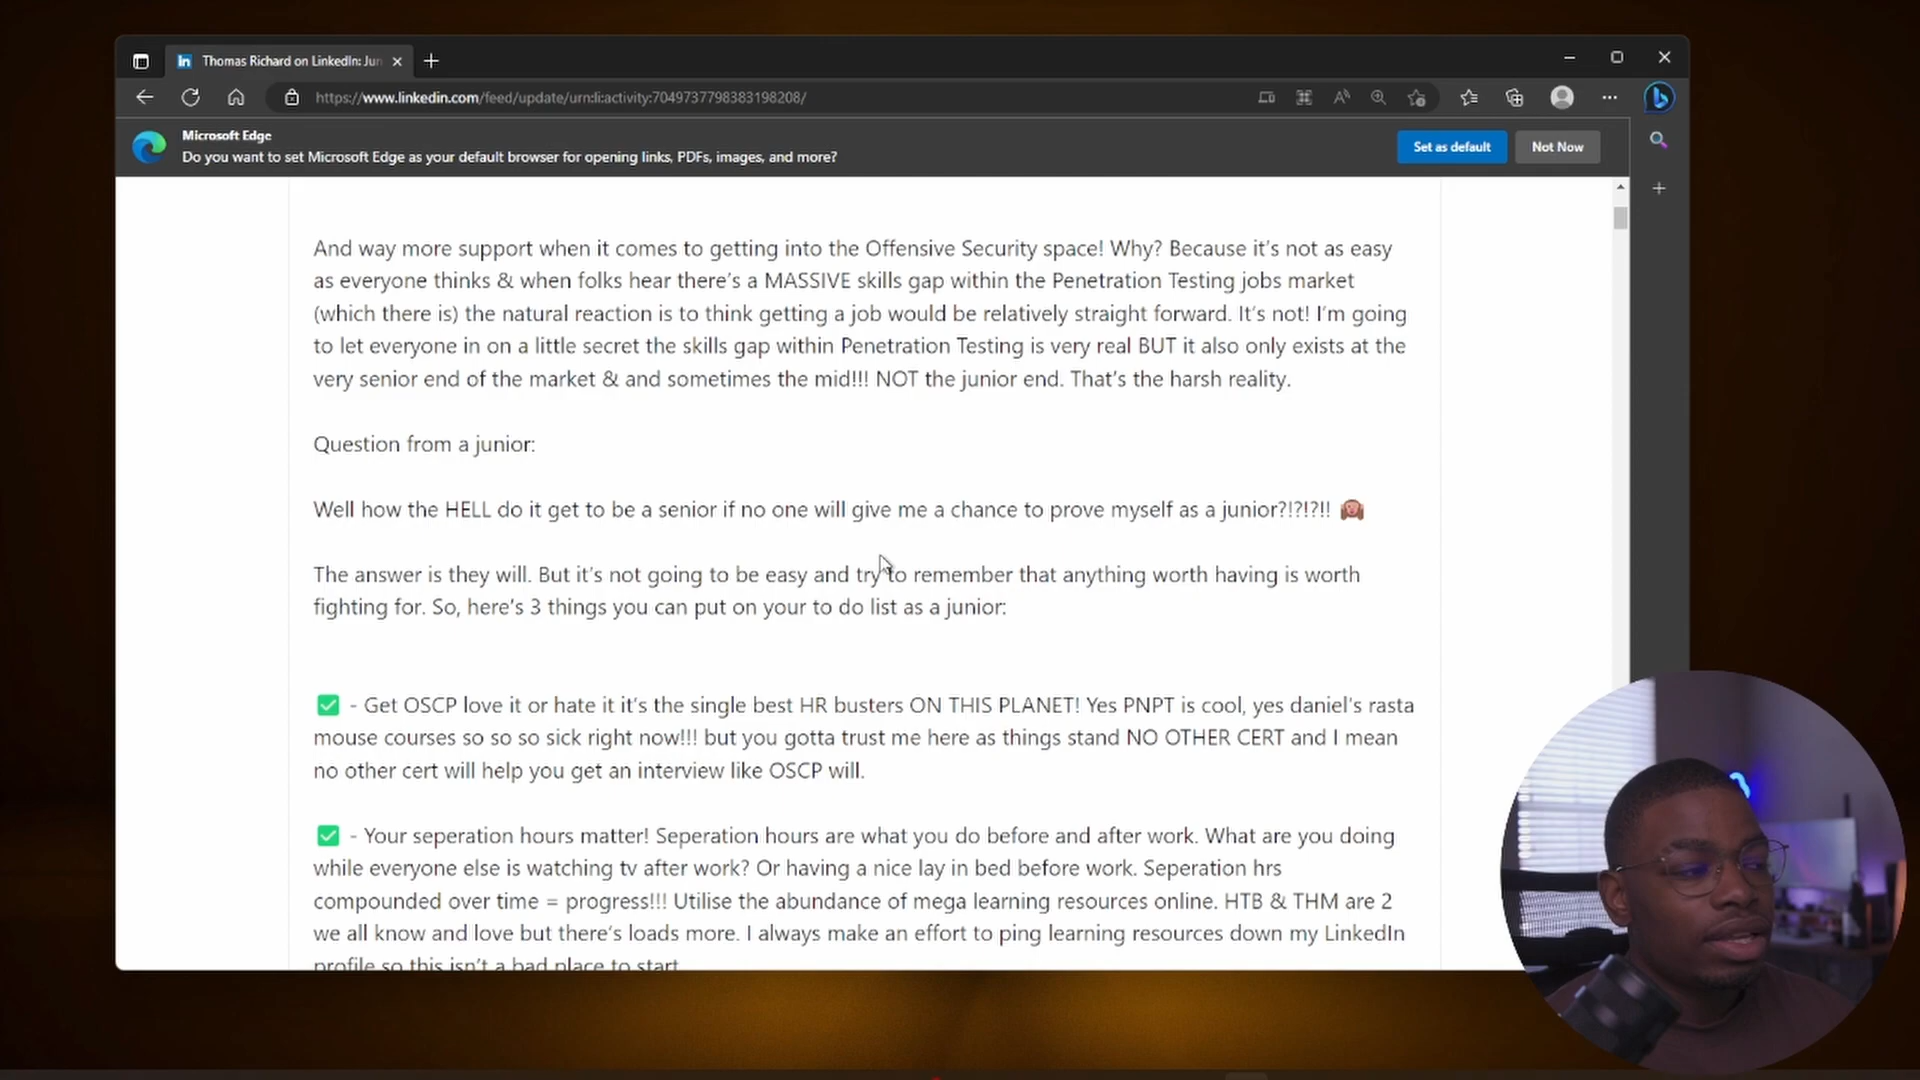 Thomas Richard on LinkedIn: Jun
https://www.linkedin.com/feed/update/urn:li:activity:7049737798383198208/
Microsoft Edge
Do you want to set Microsoft Edge as your default browser for opening links, PDFs, images, and more?
Set as default
Not Now
And way more support when it comes to getting into the Offensive Security space! Why? Because it's not as easy
as everyone thinks & when folks hear there's a MASSIVE skills gap within the Penetration Testing jobs market
(which there is) the natural reaction is to think getting a job would be relatively straight forward. It's not! I'm going
to let everyone in on a little secret the skills gap within Penetration Testing is very real BUT it also only exists at the
very senior end of the market & and sometimes the mid!!! NOT the junior end. That's the harsh reality.
Question from a junior:
Well how the HELL do it get to be a senior if no one will give me a chance to prove myself as a junior?!?!?!! 🙉
The answer is they will. But it's not going to be easy and try to remember that anything worth having is worth
fighting for. So, here's 3 things you can put on your to do list as a junior:
✅ - Get OSCP love it or hate it it's the single best HR busters ON THIS PLANET! Yes PNPT is cool, yes daniel's rasta
mouse courses so so so sick right now!!! but you gotta trust me here as things stand NO OTHER CERT and I mean
no other cert will help you get an interview like OSCP will.
✅ - Your seperation hours matter! Seperation hours are what you do before and after work. What are you doing
while everyone else is watching tv after work? Or having a nice lay in bed before work. Seperation hrs
compounded over time = progress!!! Utilise the abundance of mega learning resources online. HTB & THM are 2
we all know and love but there's loads more. I always make an effort to ping learning resources down my LinkedIn
profile so this isn't a bad place to start